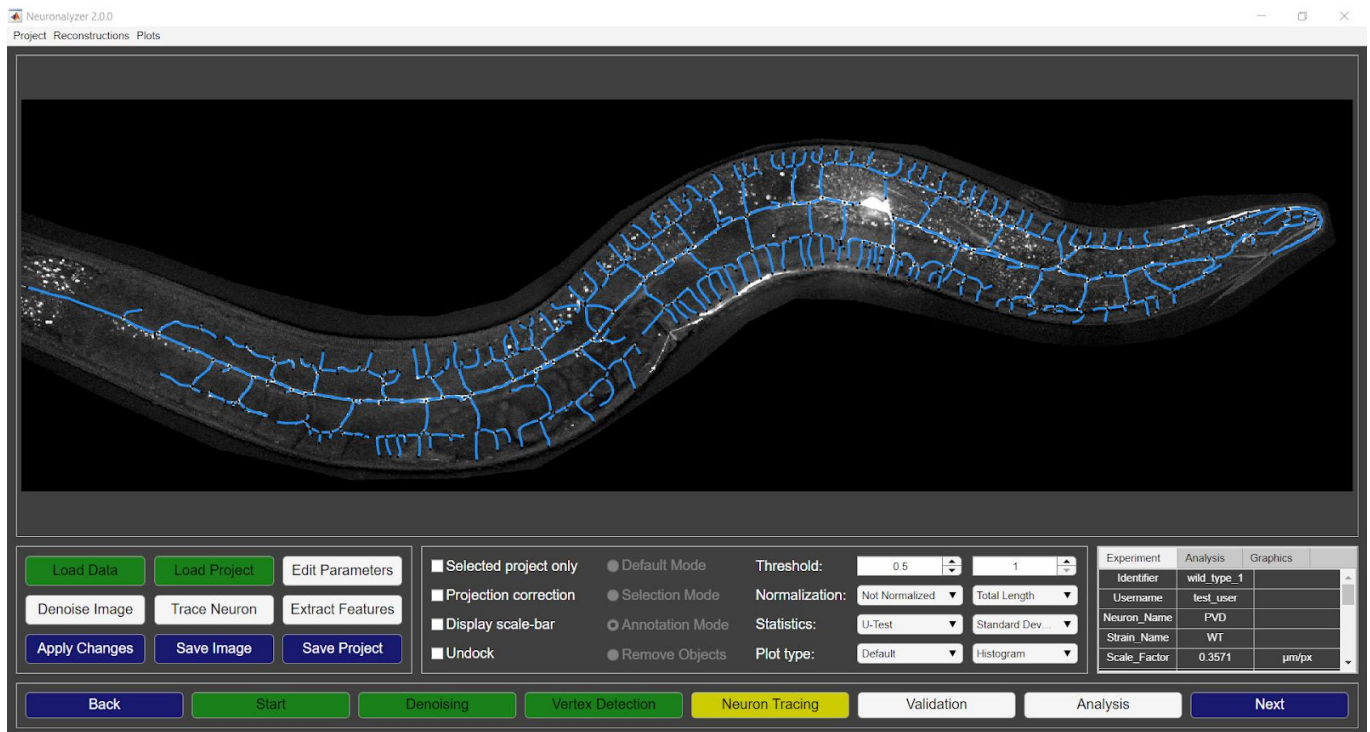 Neuronalyzer 2.0.0
Project Reconstructions Plots
Load Data Load Project Edit Parameters
Denoise Image Trace Neuron Extract Features
Apply Changes Save Image Save Project
Selected project only Default Mode
Projection correction Selection Mode
Display scale-bar Annotation Mode
Undock Remove Objects
Threshold: 0.5 1
Normalization: Not Normalized Total Length
Statistics: U-Test Standard Dev...
Plot type: Default Histogram
Experiment Analysis Graphics
Identifier wild_type_1
Username test_user
Neuron_Name PVD
Strain_Name WT
Scale_Factor 0.3571 µm/px
Back Start Denoising Vertex Detection Neuron Tracing Validation Analysis Next